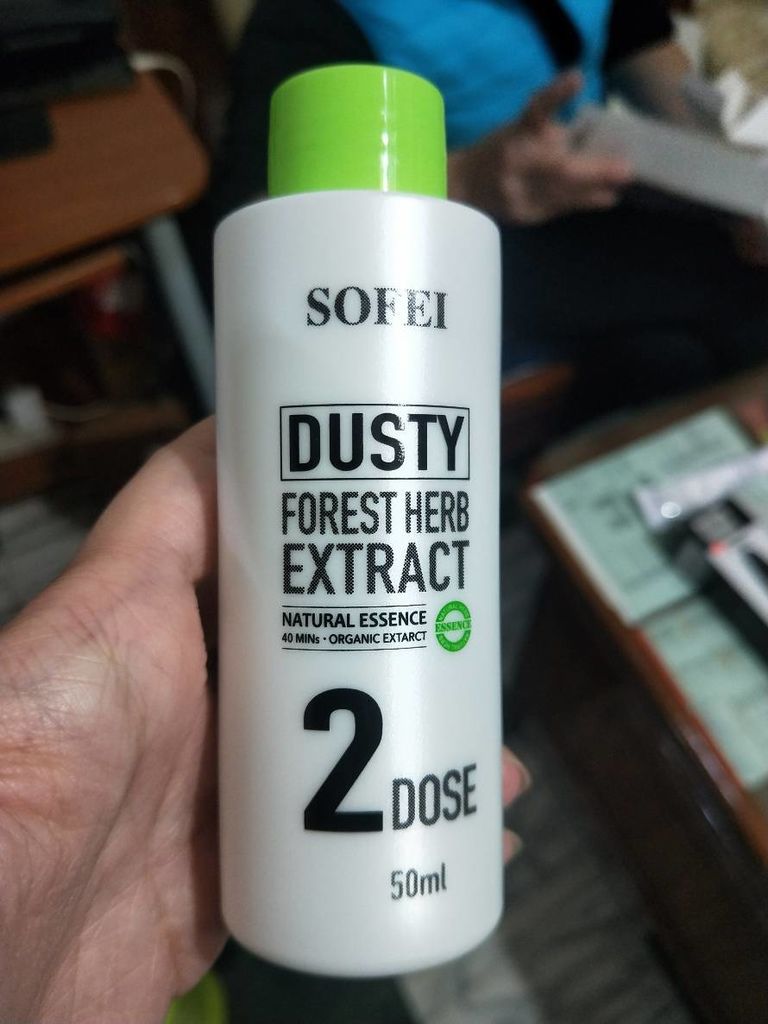 SOFEI
DUSTY
FOREST HERB
EXTRACT
NATURAL ESSENCE
40 MINs · ORGANIC EXTARCT
ESSENCE
2 DOSE
50ml